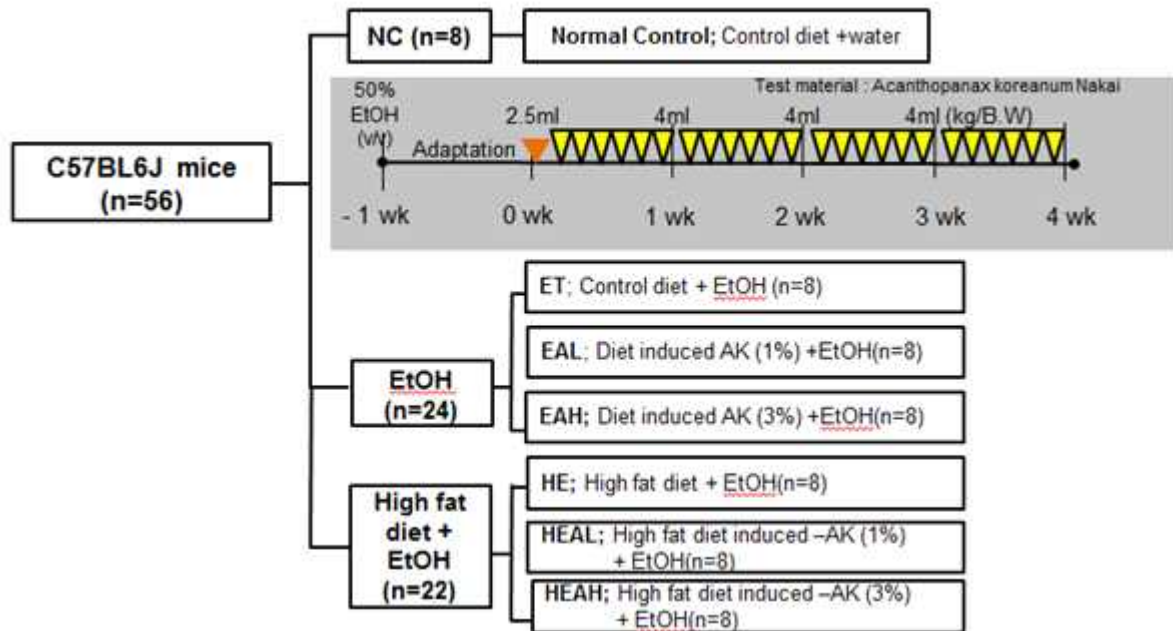 NC (n=8)
Normal Control; Control diet +water
Test material : Acanthopanax koreanum Nakai
50%
EtOH
(v/v)
2.5ml 4ml 4ml 4ml (kg/B.W)
Adaptation
C57BL6J mice
(n=56)
- 1 wk 0 wk 1 wk 2 wk 3 wk 4 wk
ET; Control diet + EtOH (n=8)
EtOH
(n=24)
EAL; Diet induced AK (1%) +EtOH(n=8)
EAH; Diet induced AK (3%) +EtOH(n=8)
High fat
diet +
EtOH
(n=22)
HE; High fat diet + EtOH(n=8)
HEAL; High fat diet induced –AK (1%)
+ EtOH(n=8)
HEAH; High fat diet induced –AK (3%)
+ EtOH(n=8)